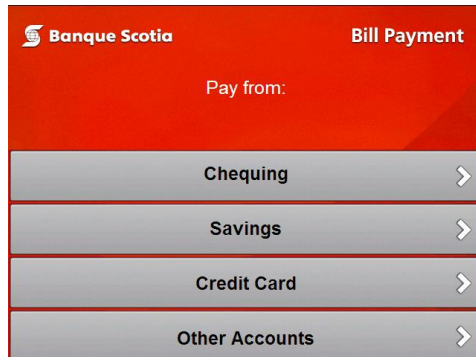 Banque Scotia Bill Payment
Pay from:
Chequing
Savings
Credit Card
Other Accounts